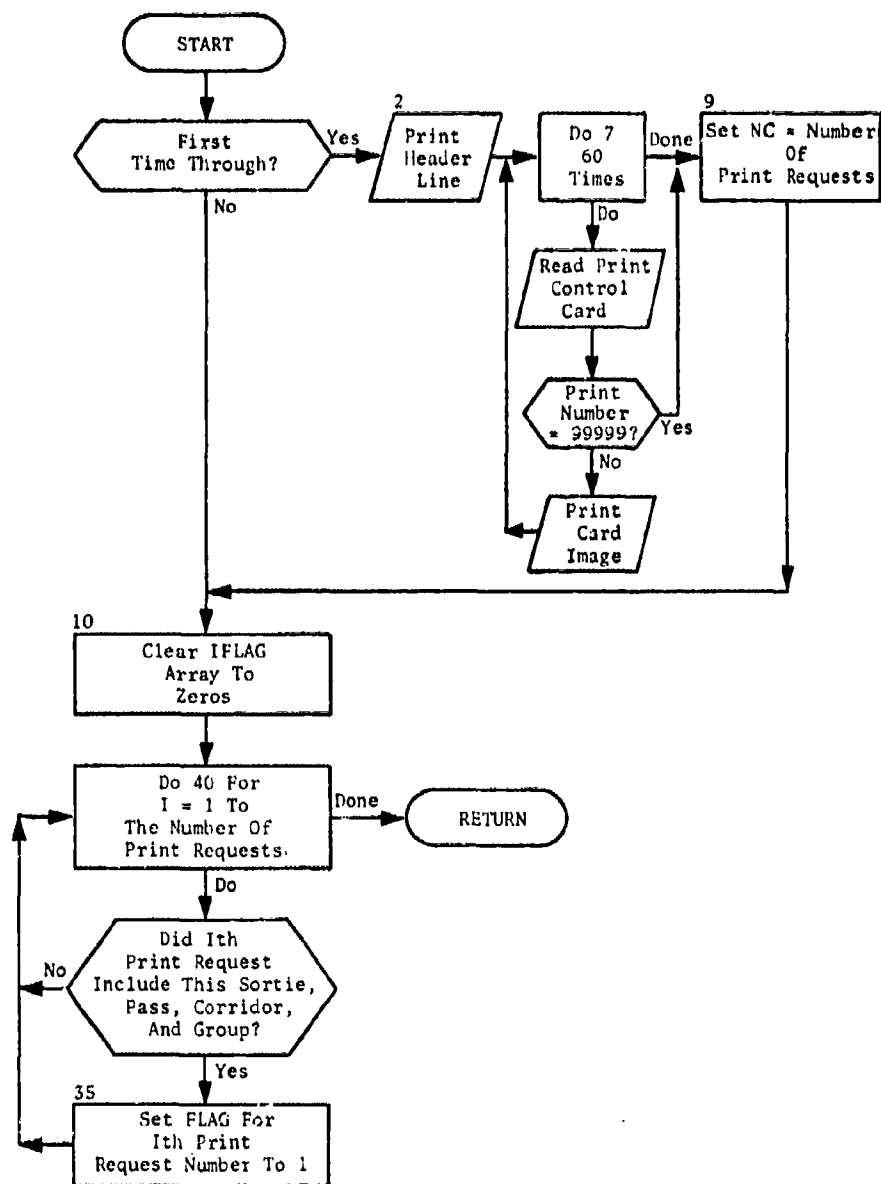 START
First
Time Through?
Yes
No
2
Print
Header
Line
Do 7
60
Times
Done
Do
9
Set NC = Number
Of
Print Requests
Read Print
Control
Card
Print
Number
= 99999?
Yes
No
Print
Card
Image
10
Clear IFLAG
Array To
Zeros
Do 40 For
I = 1 To
The Number Of
Print Requests
Done
RETURN
Do
Did Ith
Print Request
Include This Sortie,
Pass, Corridor,
And Group?
No
Yes
35
Set FLAG For
Ith Print
Request Number To 1